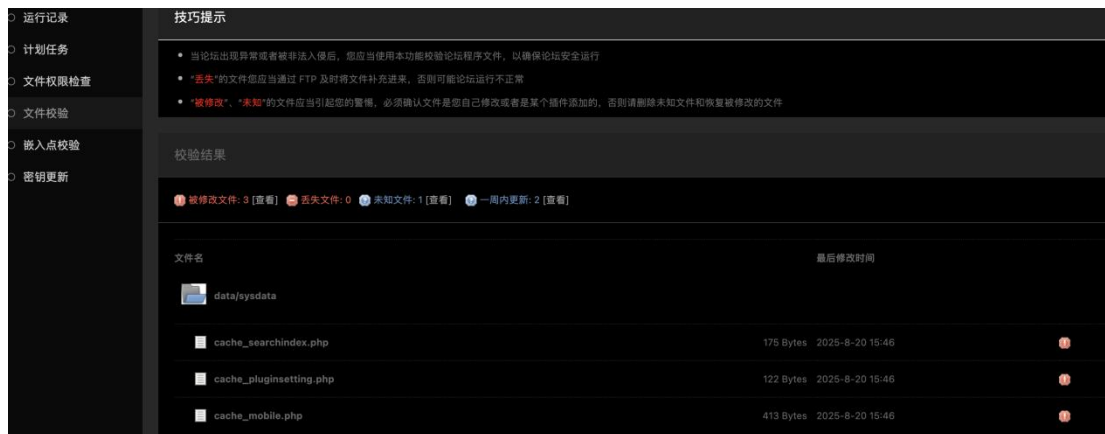 运行记录
计划任务
文件权限检查
文件校验
嵌入点校验
密钥更新
技巧提示
当论坛出现异常或者被非法入侵后，您应当使用本功能校验论坛程序文件，以确保论坛安全运行
“丢失”的文件您应当通过 FTP 及时将文件补充进来，否则可能论坛运行不正常
“被修改”、“未知”的文件应当引起您的警惕，必须确认文件是您自己修改或者是某个插件添加的，否则请删除未知文件和恢复被修改的文件
校验结果
被修改文件: 3 [查看] 丢失文件: 0 未知文件: 1 [查看] 一周内更新: 2 [查看]
文件名 最后修改时间
data/sysdata
cache_searchindex.php 175 Bytes 2025-8-20 15:46
cache_pluginsetting.php 122 Bytes 2025-8-20 15:46
cache_mobile.php 413 Bytes 2025-8-20 15:46